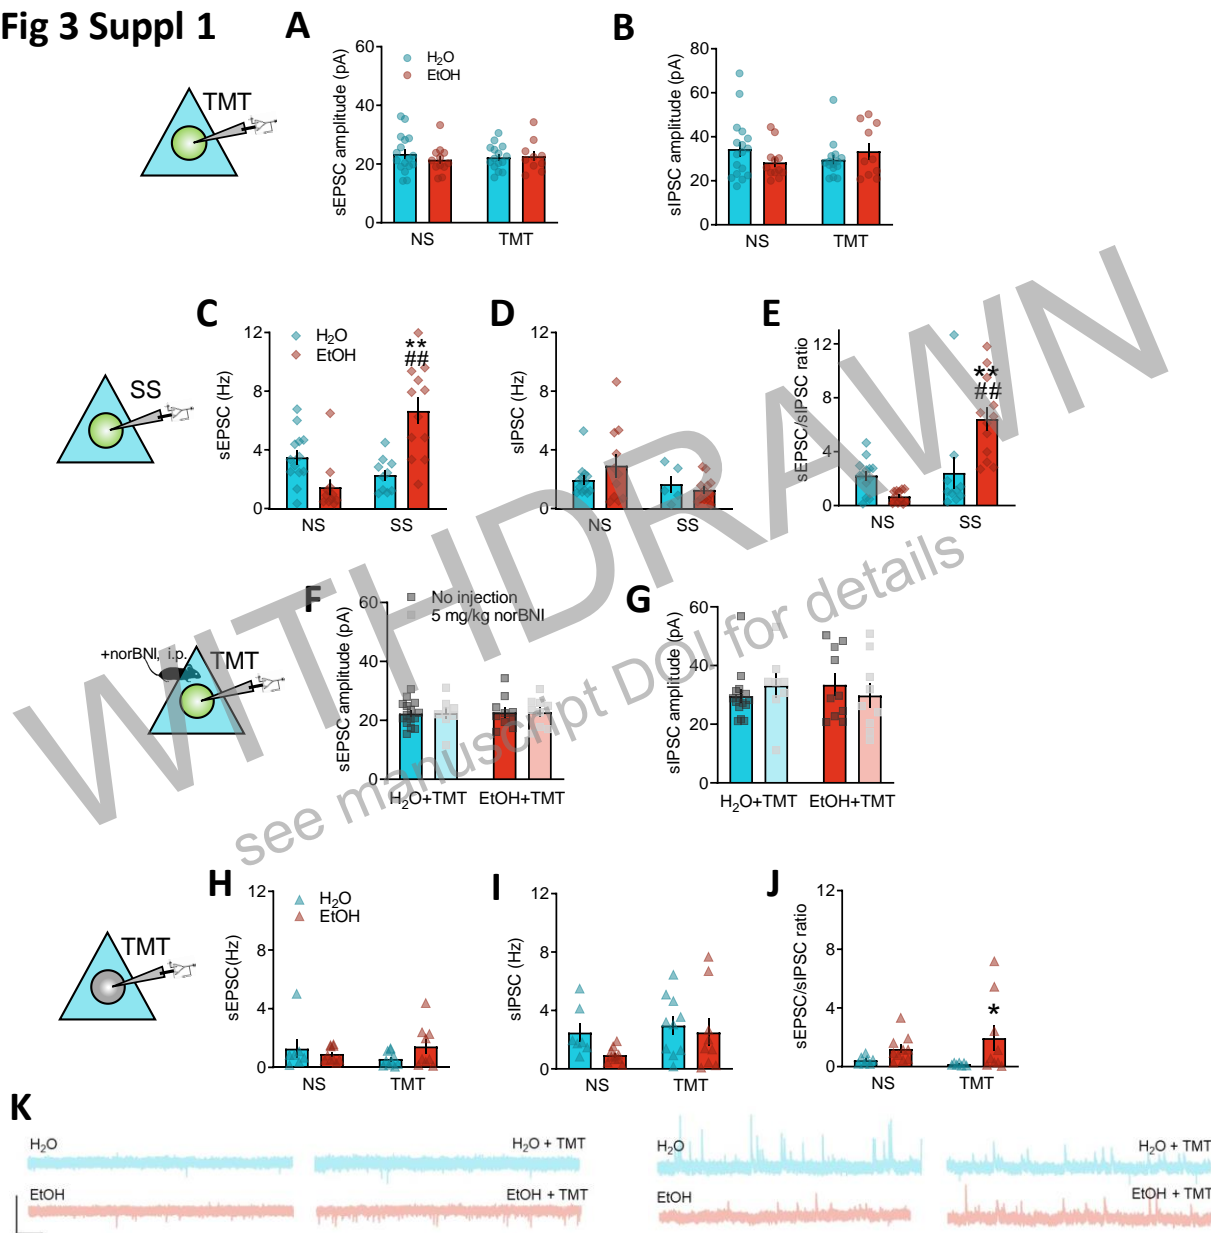 Fig 3 Suppl 1
A
B
TMT
sEPSC amplitude (pA)
60
40
20
0
H2O
EtOH
NS
TMT
sIPSC amplitude (pA)
80
60
40
20
0
NS
TMT
C
D
E
SS
sEPSC (Hz)
12
8
4
0
H2O
EtOH
**
##
NS
SS
sIPSC (Hz)
12
8
4
0
NS
SS
sEPSC/sIPSC ratio
12
8
4
0
**
##
NS
SS
WITHDRAWN
see manuscript DOI for details
F
G
+norBNI, i.p.
TMT
sEPSC amplitude (pA)
60
40
20
0
No injection
5 mg/kg norBNI
H2O+TMT
EtOH+TMT
sIPSC amplitude (pA)
60
40
20
0
H2O+TMT
EtOH+TMT
H
I
J
TMT
sEPSC(Hz)
12
8
4
0
H2O
EtOH
NS
TMT
sIPSC (Hz)
12
8
4
0
NS
TMT
sEPSC/sIPSC ratio
12
8
4
0
*
NS
TMT
K
H2O
H2O + TMT
H2O
H2O + TMT
EtOH
EtOH + TMT
EtOH
EtOH + TMT